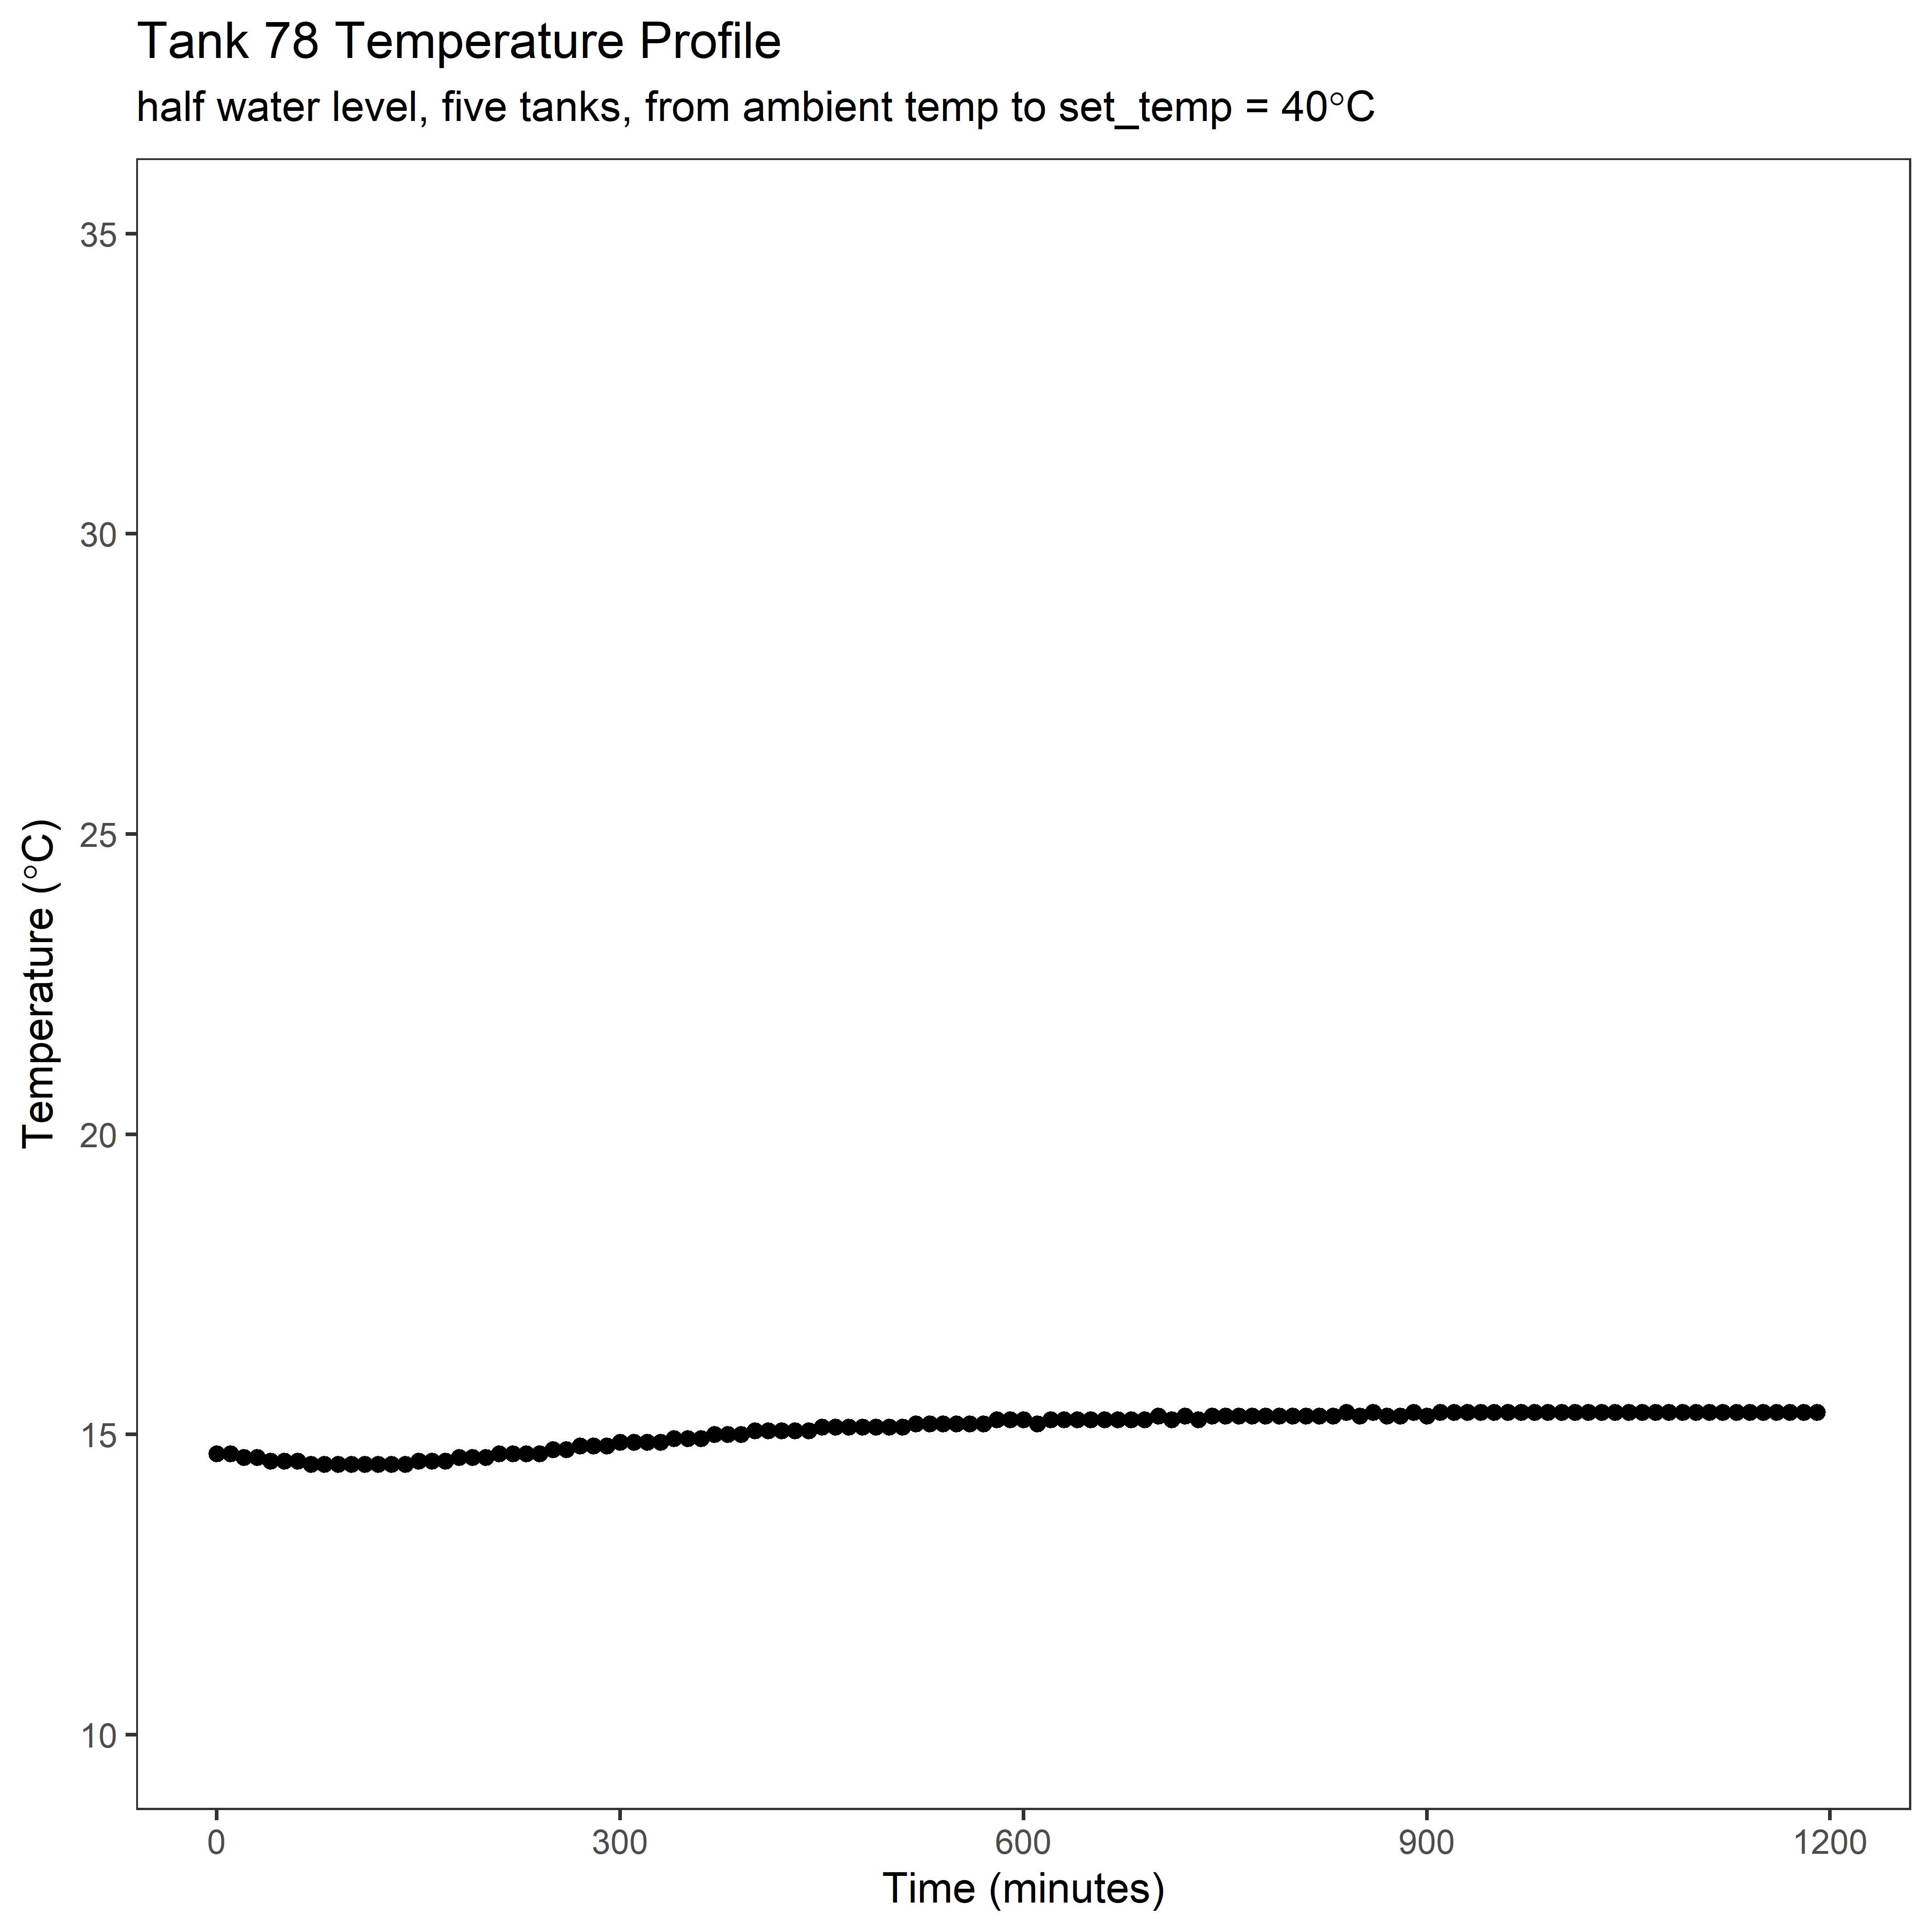 Tank 78 Temperature Profile
half water level, five tanks, from ambient temp to set_temp = 40°C
Temperature (°C)
35
30
25
20
15
10
0 300 600 900 1200
Time (minutes)